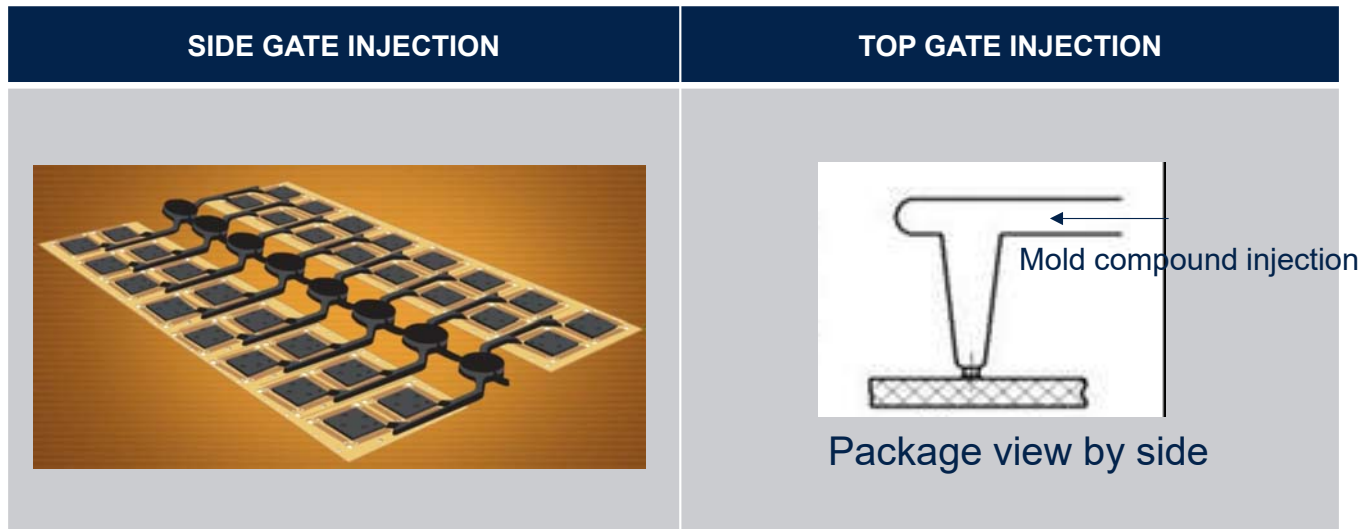 SIDE GATE INJECTION
TOP GATE INJECTION
Mold compound injection
Package view by side